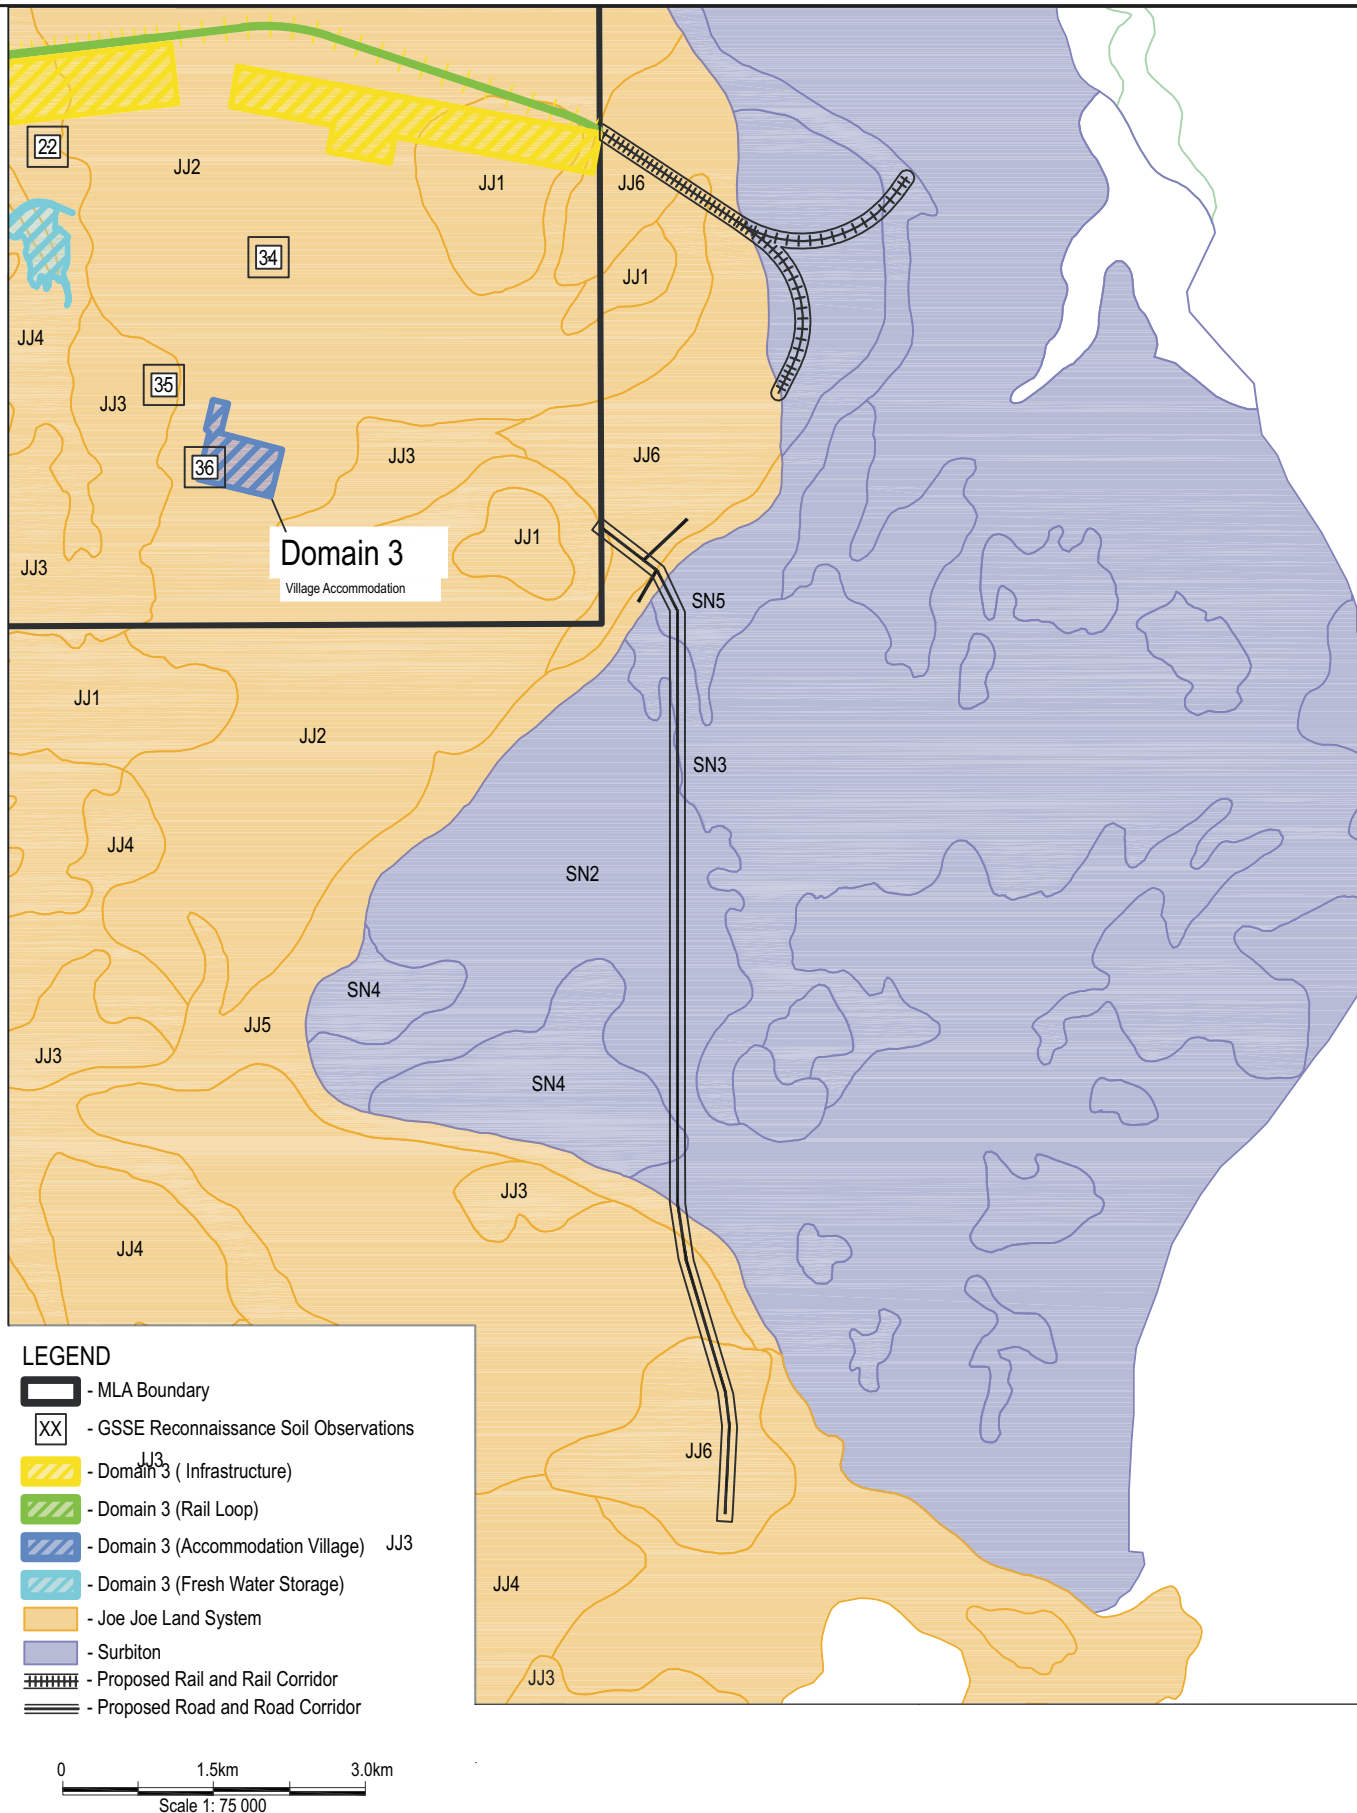 22
JJ2
JJ1
JJ6
34
JJ1
JJ4
35
JJ3
JJ3
JJ6
36
JJ1
Domain 3
Village Accommodation
JJ3
SN5
JJ1
JJ2
SN3
JJ4
SN2
SN4
JJ5
JJ3
SN4
JJ3
JJ4
JJ6
JJ4
JJ3
LEGEND
- MLA Boundary
XX - GSSE Reconnaissance Soil Observations
JJ3
- Domain 3 ( Infrastructure)
- Domain 3 (Rail Loop)
- Domain 3 (Accommodation Village) JJ3
- Domain 3 (Fresh Water Storage)
- Joe Joe Land System
- Surbiton
- Proposed Rail and Rail Corridor
- Proposed Road and Road Corridor
0 1.5km 3.0km
Scale 1: 75 000